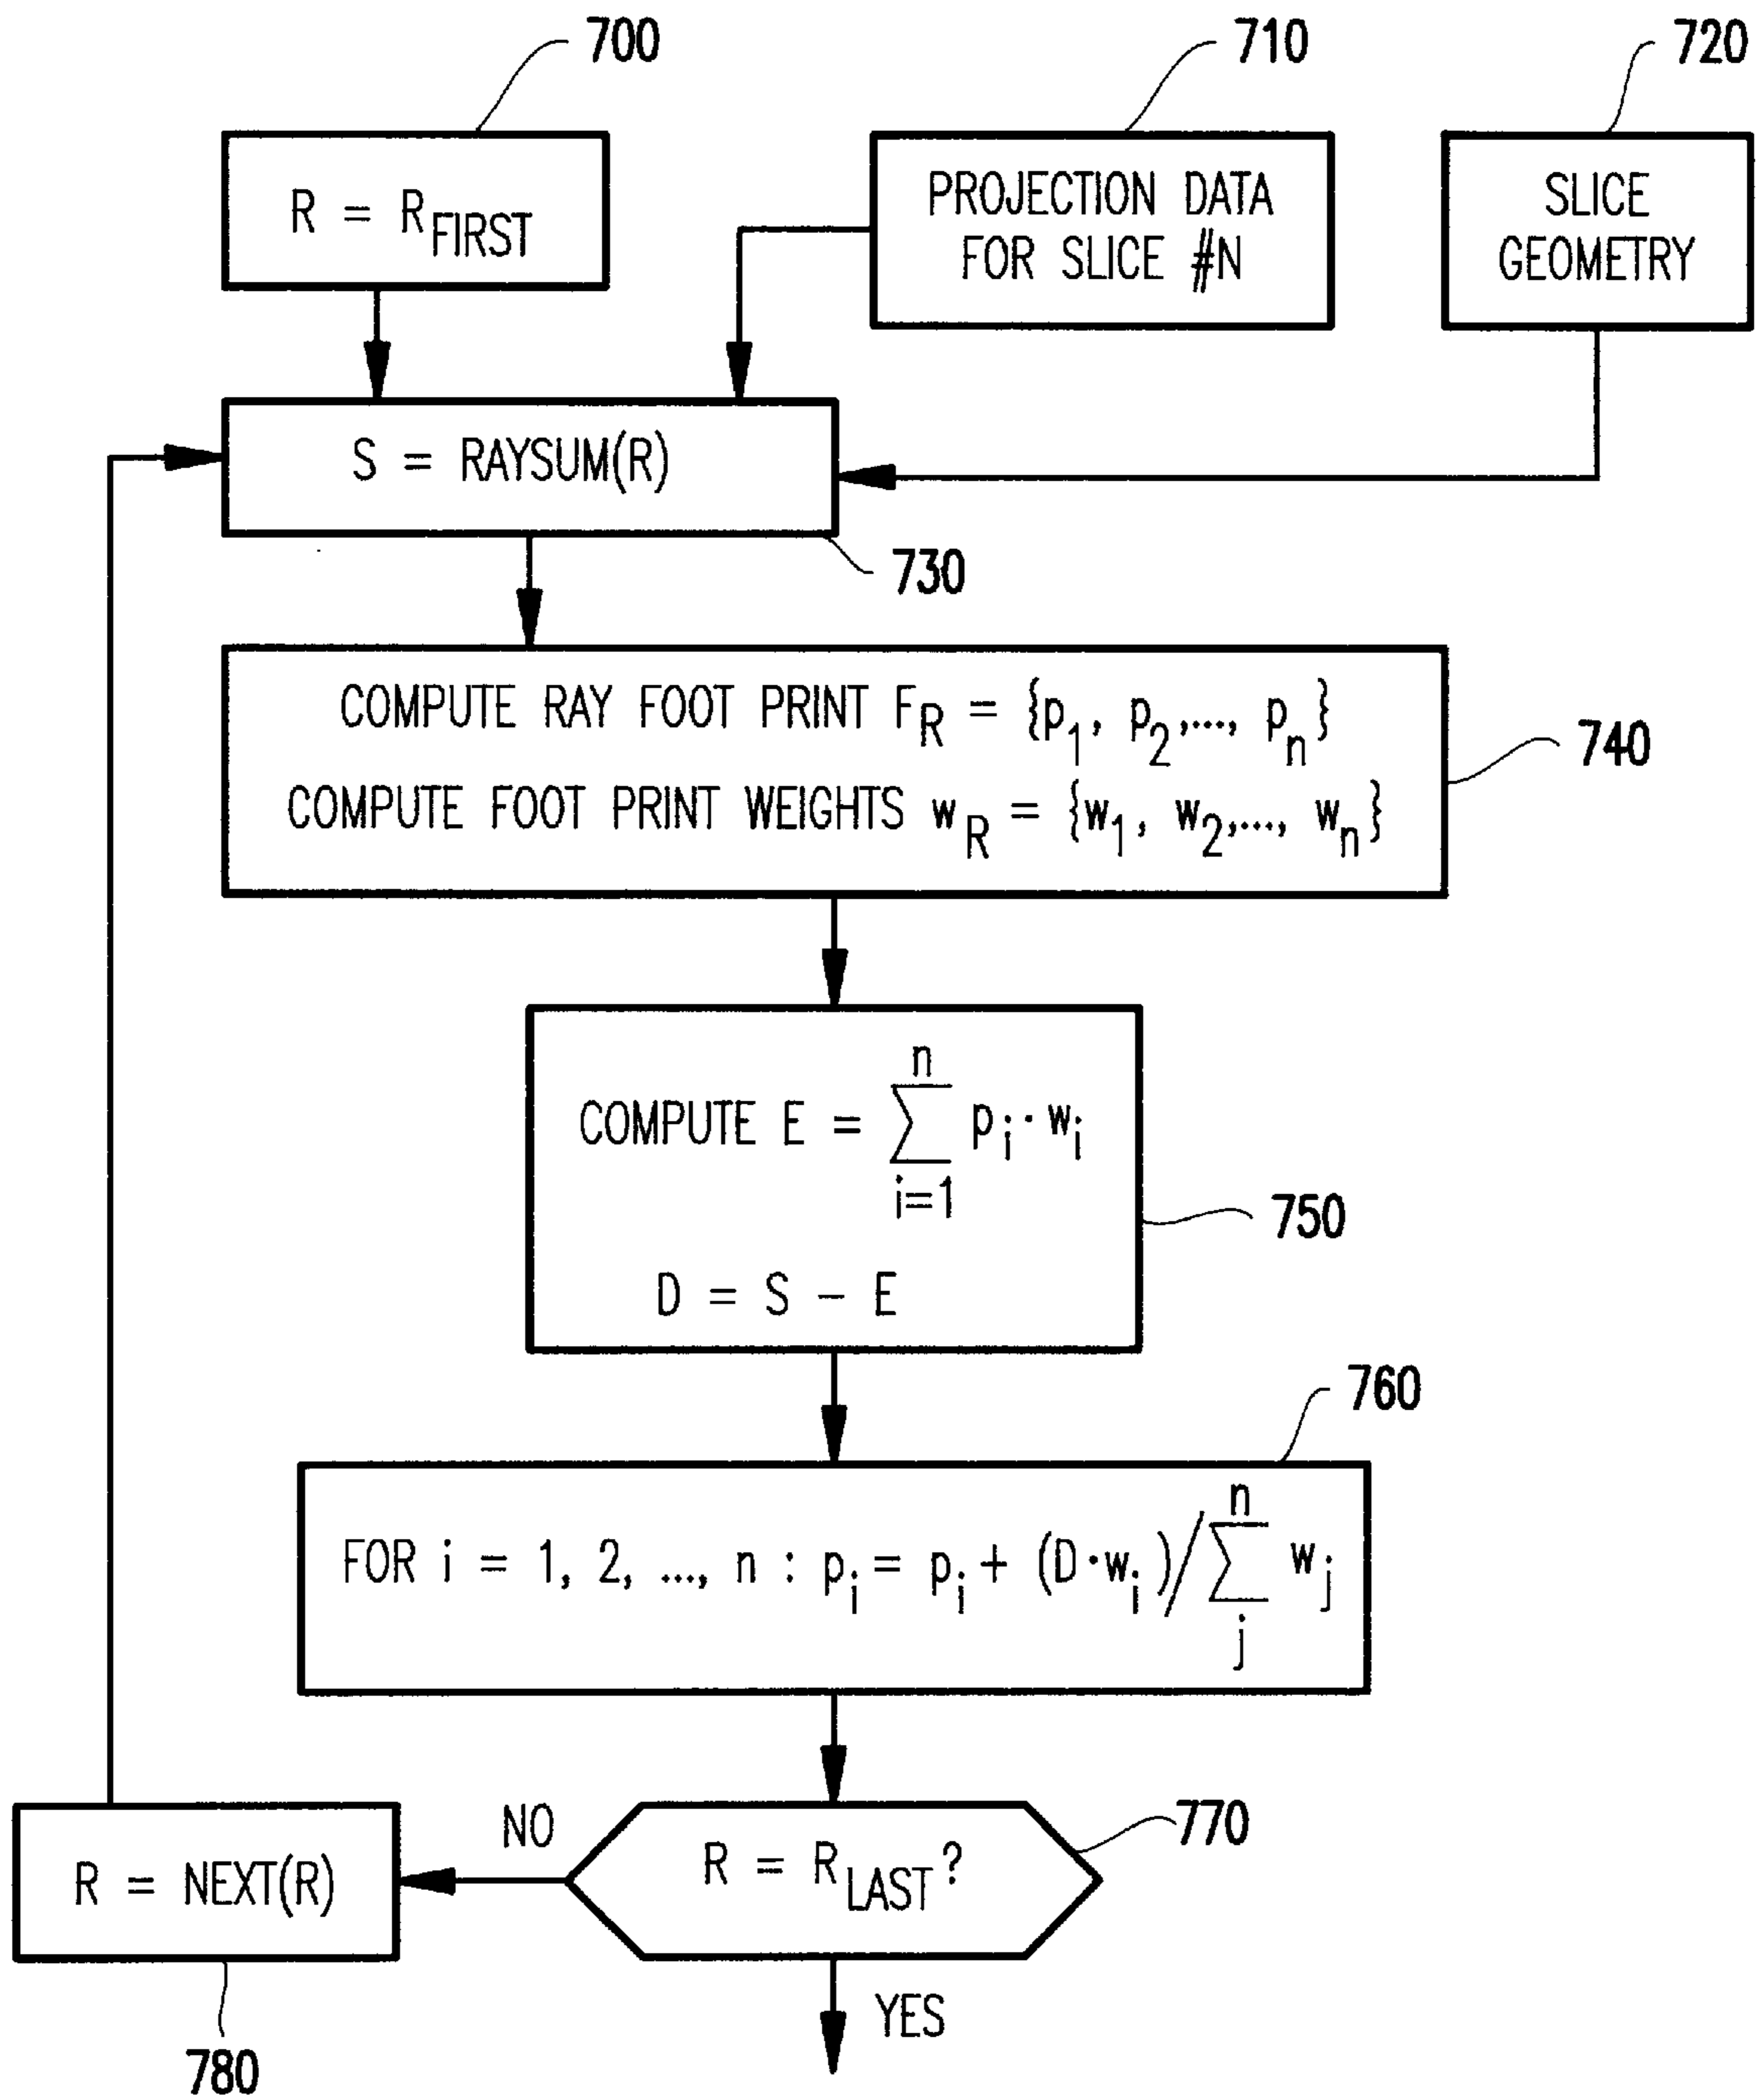 700
710
720
R = R_FIRST
PROJECTION DATA
FOR SLICE #N
SLICE
GEOMETRY
S = RAYSUM(R)
730
COMPUTE RAY FOOT PRINT F_R = {p_1, p_2,..., p_n}
COMPUTE FOOT PRINT WEIGHTS w_R = {w_1, w_2,..., w_n}
740
COMPUTE E = ∑_{i=1}^{n} p_i · w_i
D = S - E
750
760
FOR i = 1, 2, ..., n : p_i = p_i + (D·w_i) / ∑_{j}^{n} w_j
770
R = R_LAST?
NO
R = NEXT(R)
YES
780